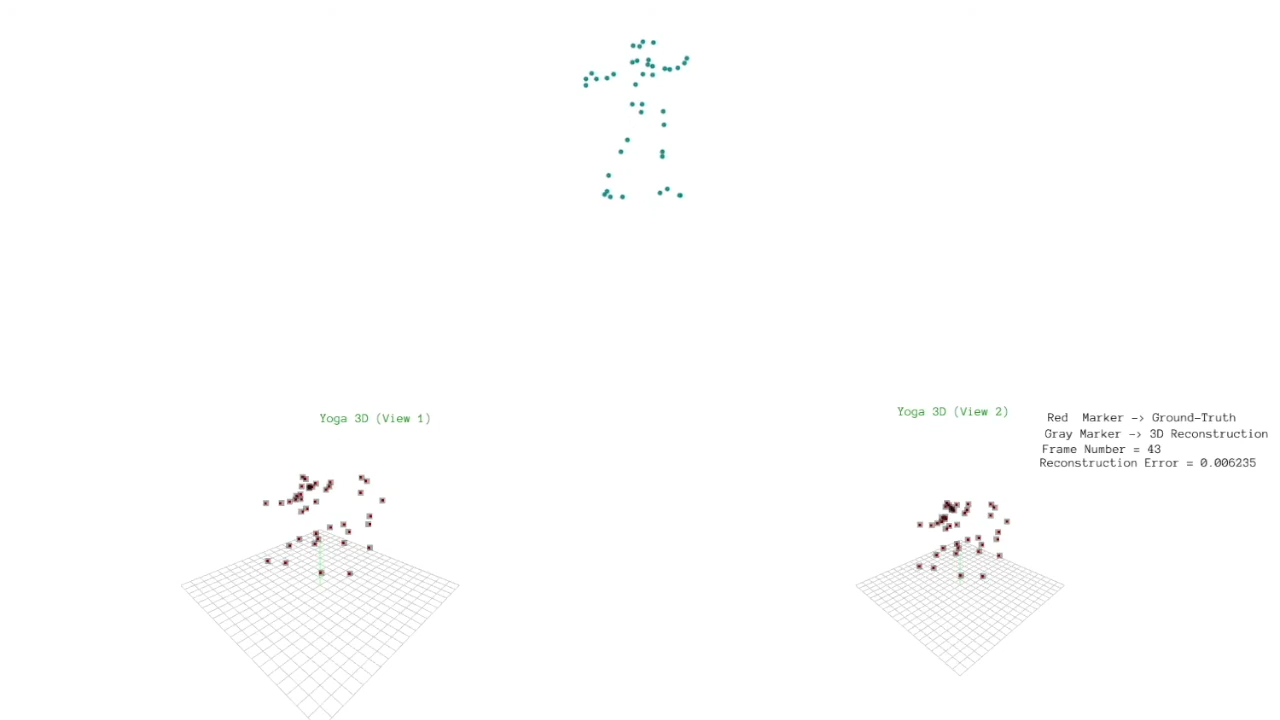 Yoga 3D (View 1)
Yoga 3D (View 2)
Red  Marker -> Ground-Truth
Gray Marker -> 3D Reconstruction
Frame Number = 43
Reconstruction Error = 0.006235